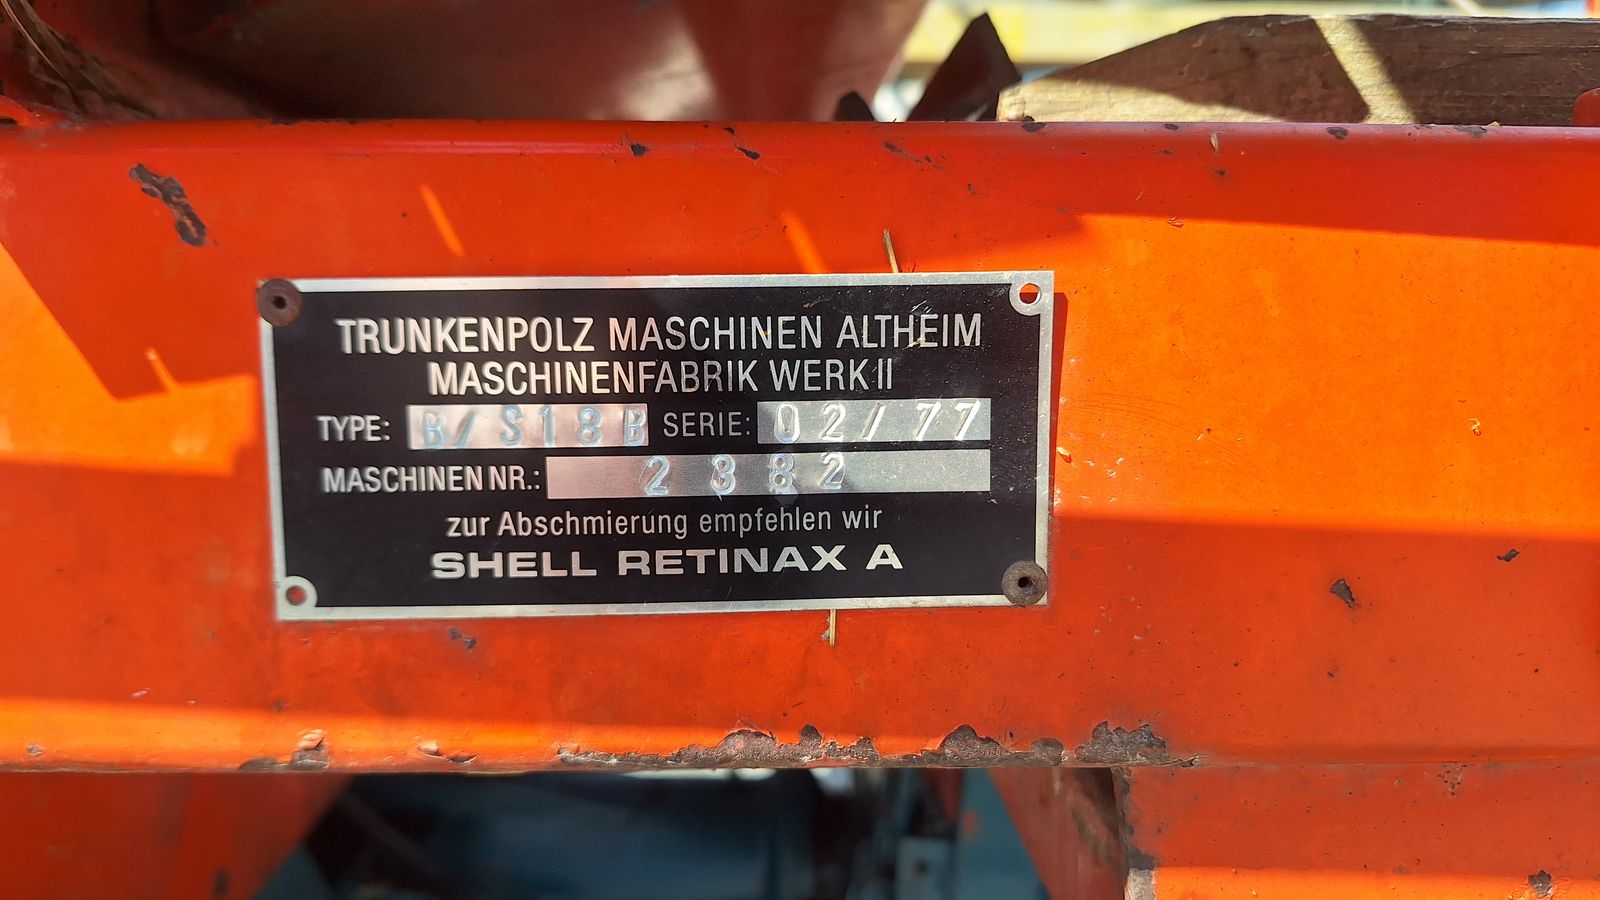 TRUNKENPOLZ MASCHINEN ALTHEIM
MASCHINENFABRIK WERK II
TYPE: B/S18B SERIE: 02/77
MASCHINEN NR.: 2382
zur Abschmierung empfehlen wir
SHELL RETINAX A